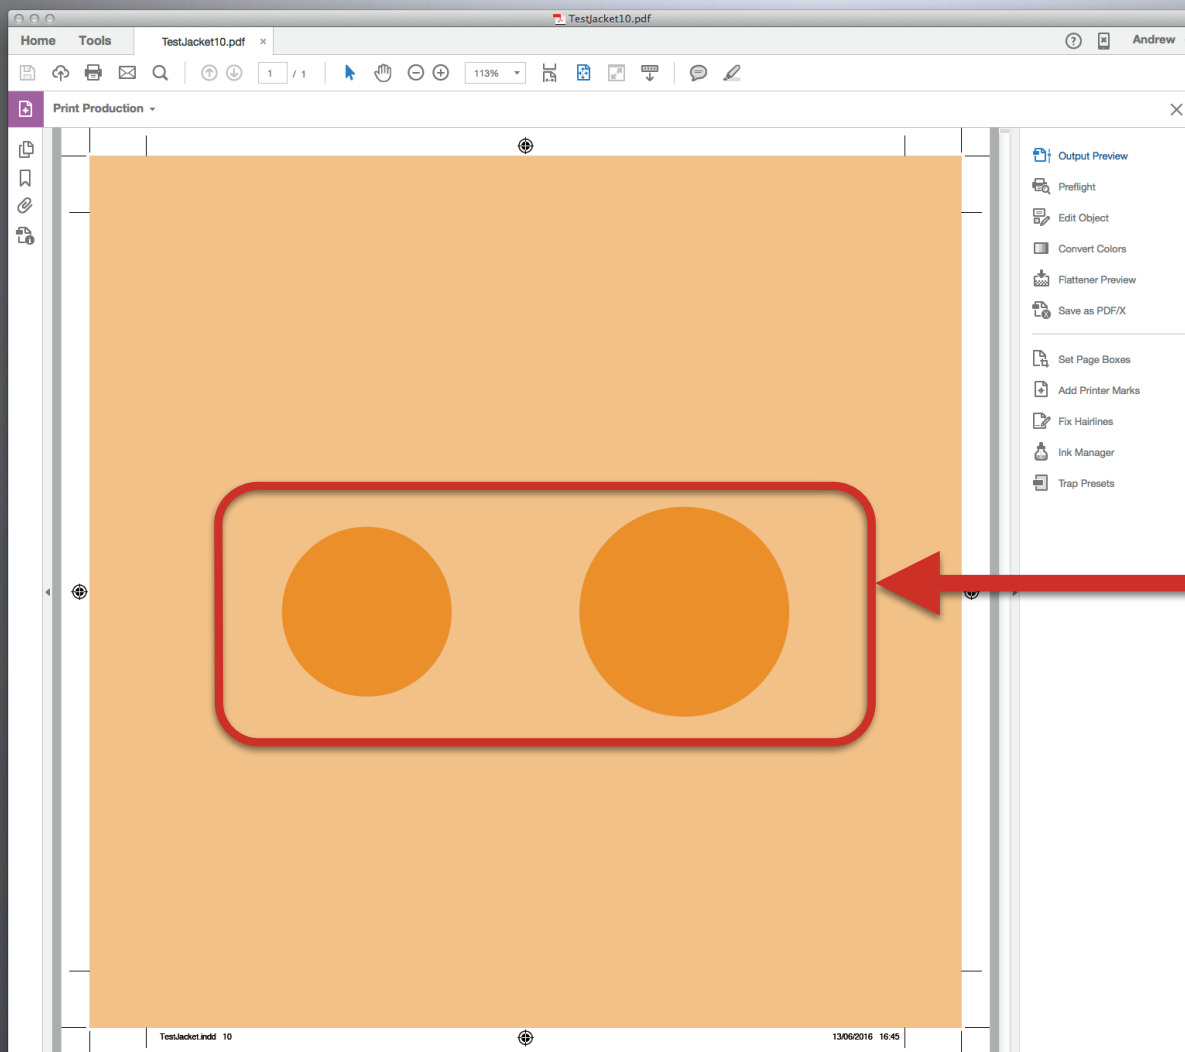 TestJacket10.pdf
Home Tools TestJacket10.pdf × ? Andrew
1 / 1 113%
Print Production
Output Preview
Preflight
Edit Object
Convert Colors
Flattener Preview
Save as PDF/X
Set Page Boxes
Add Printer Marks
Fix Hairlines
Ink Manager
Trap Presets
TestJacket.indd 10 13/06/2016 16:45